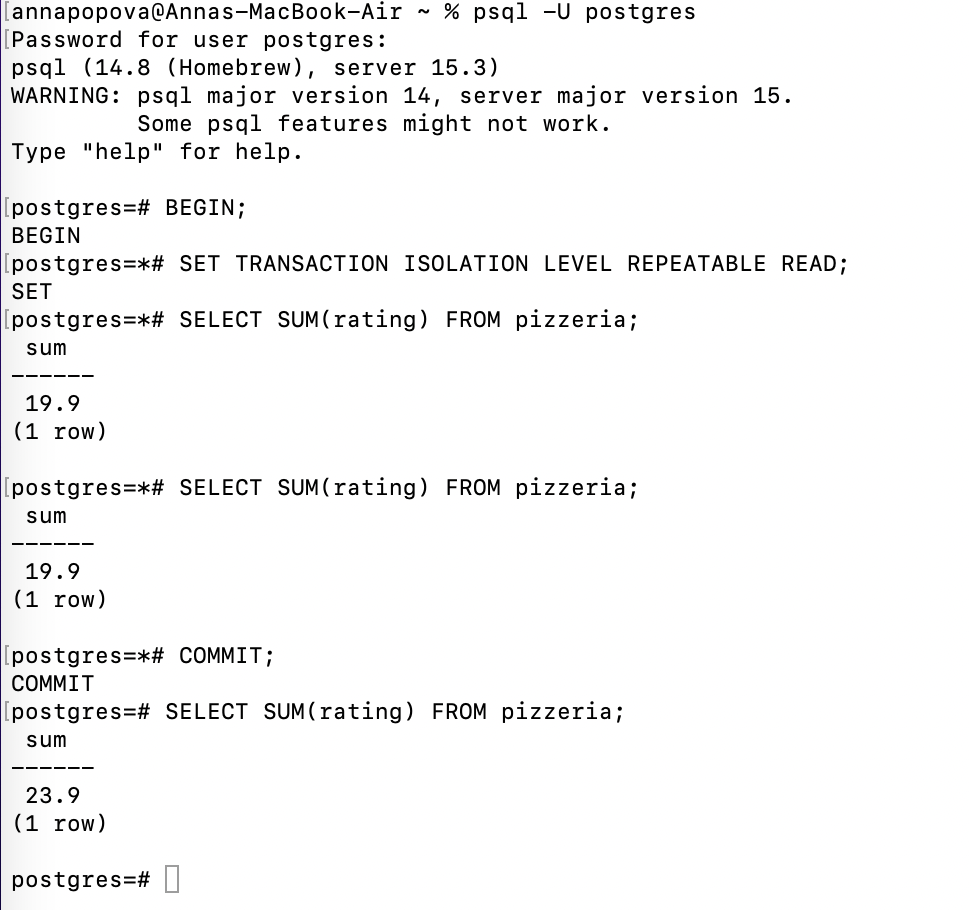 [annapopova@Annas-MacBook-Air ~ % psql -U postgres
[Password for user postgres:
psql (14.8 (Homebrew), server 15.3)
WARNING: psql major version 14, server major version 15.
         Some psql features might not work.
Type "help" for help.

[postgres=# BEGIN;
BEGIN
[postgres=*# SET TRANSACTION ISOLATION LEVEL REPEATABLE READ;
SET
[postgres=*# SELECT SUM(rating) FROM pizzeria;
 sum
------
 19.9
(1 row)

[postgres=*# SELECT SUM(rating) FROM pizzeria;
 sum
------
 19.9
(1 row)

[postgres=*# COMMIT;
COMMIT
[postgres=# SELECT SUM(rating) FROM pizzeria;
 sum
------
 23.9
(1 row)

postgres=#